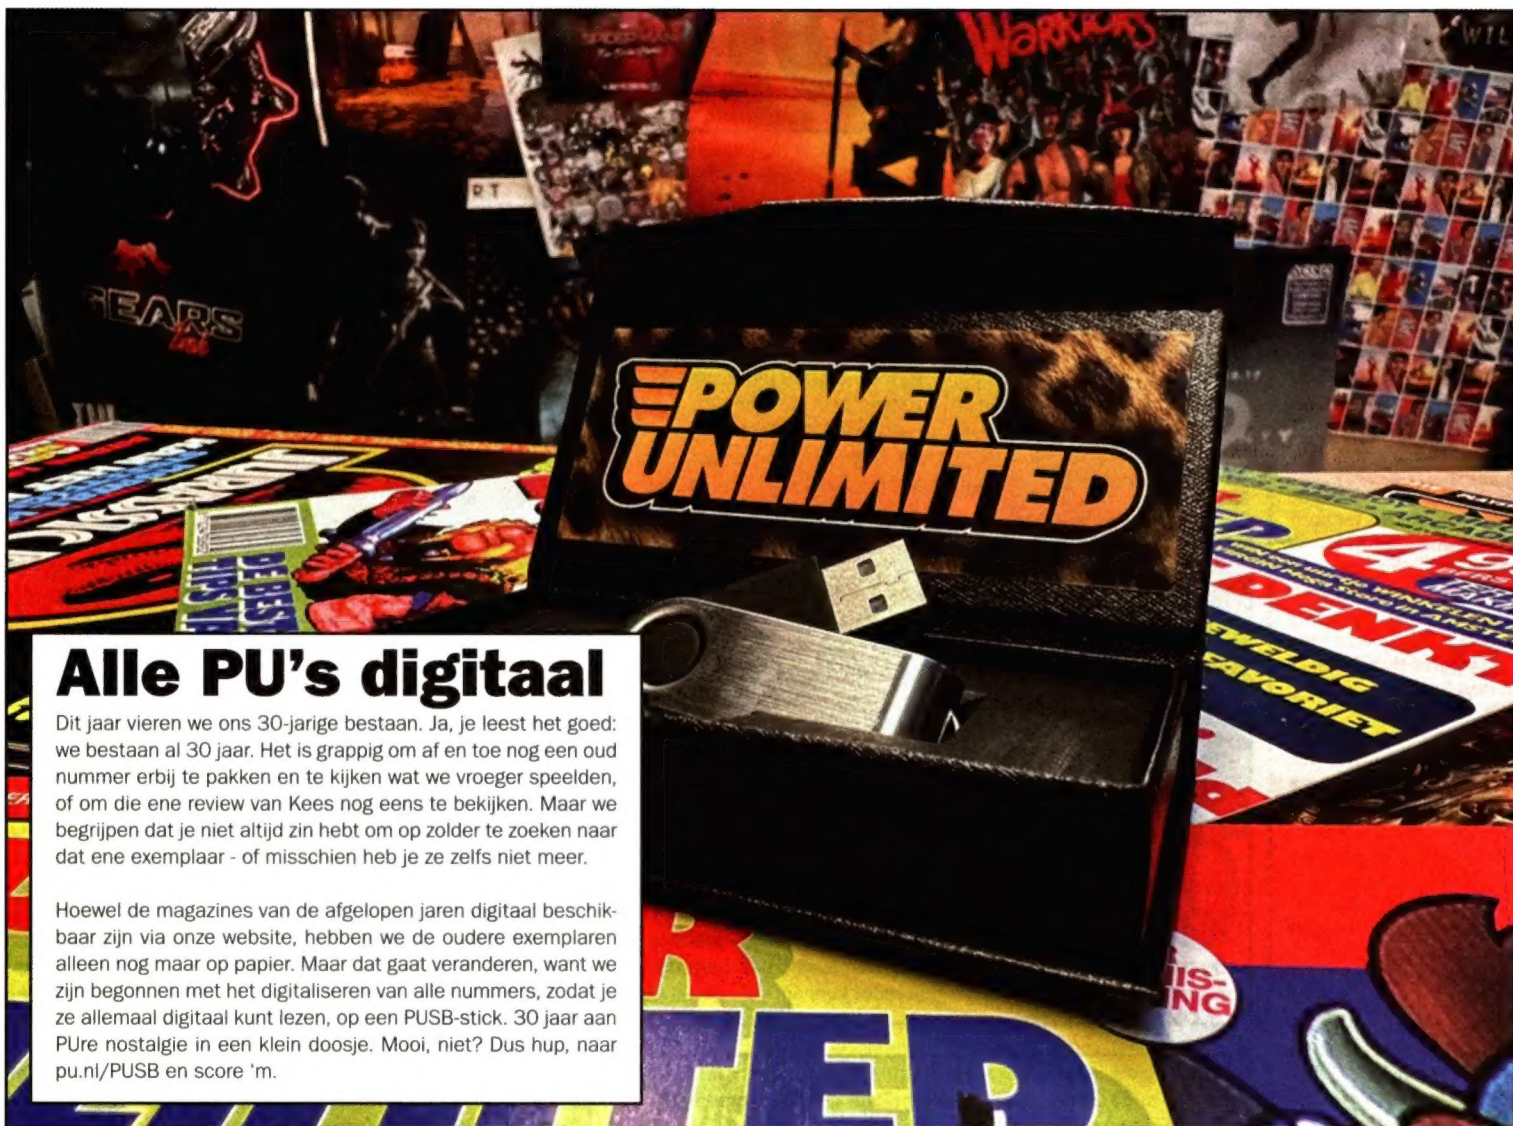 WARRIORS
WIL
RT
GEARS
POWER
UNLIMITED
DE BES
TIPS
49
DENKT
GEWELDIG
FAVORIET
Alle PU's digitaal
Dit jaar vieren we ons 30-jarige bestaan. Ja, je leest het goed:
we bestaan al 30 jaar. Het is grappig om af en toe nog een oud
nummer erbij te pakken en te kijken wat we vroeger speelden,
of om die ene review van Kees nog eens te bekijken. Maar we
begrijpen dat je niet altijd zin hebt om op zolder te zoeken naar
dat ene exemplaar - of misschien heb je ze zelfs niet meer.
Hoewel de magazines van de afgelopen jaren digitaal beschik-
baar zijn via onze website, hebben we de oudere exemplaren
alleen nog maar op papier. Maar dat gaat veranderen, want we
zijn begonnen met het digitaliseren van alle nummers, zodat je
ze allemaal digitaal kunt lezen, op een PUSB-stick. 30 jaar aan
PUre nostalgie in een klein doosje. Mooi, niet? Dus hup, naar
pu.nl/PUSB en score 'm.